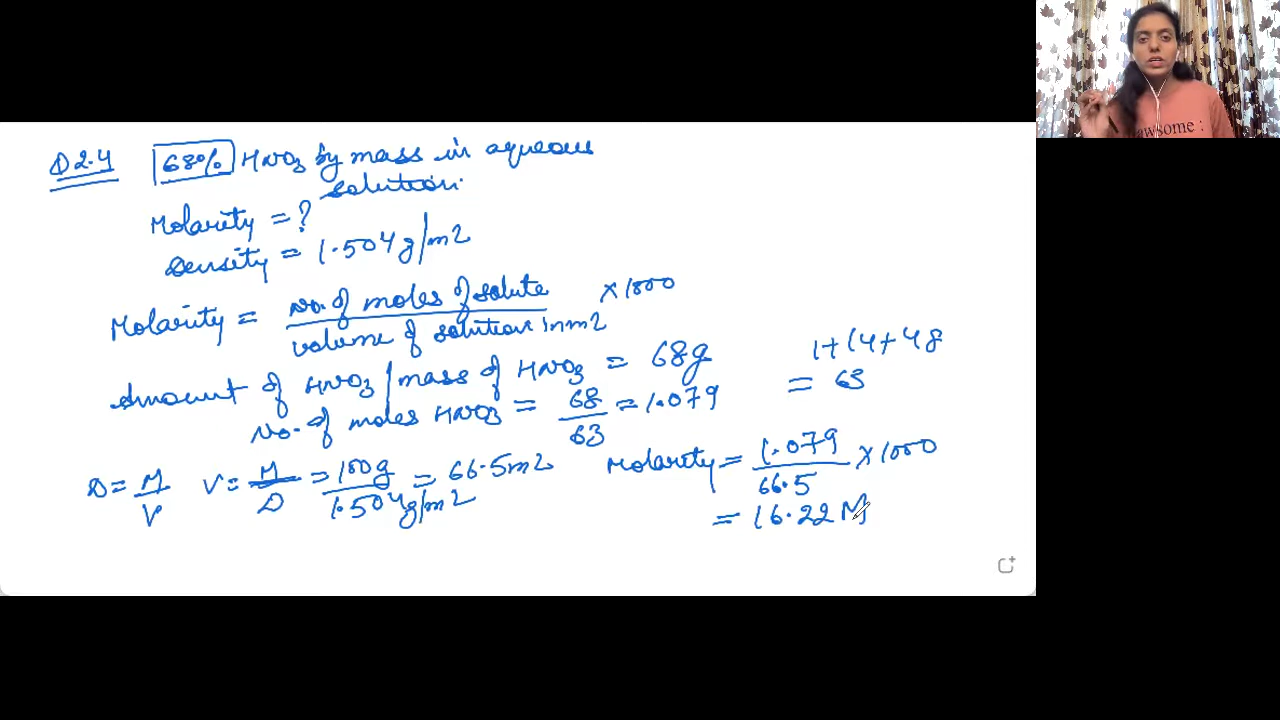 Q 2.4 68% HNO3 by mass in aqueous
solution.
Molarity = ?
Density = 1.504 g/ml
Molarity = No. of moles of solute / volume of solution in ml × 1000
Amount of HNO3 / mass of HNO3 = 68g
1 + 14 + 48
= 63
No. of moles HNO3 = 68/63 = 1.079
D = M/V V = M/D = 100g / 1.504g/ml = 66.5 ml
Molarity = 1.079/66.5 × 1000
= 16.22 M
awesome :